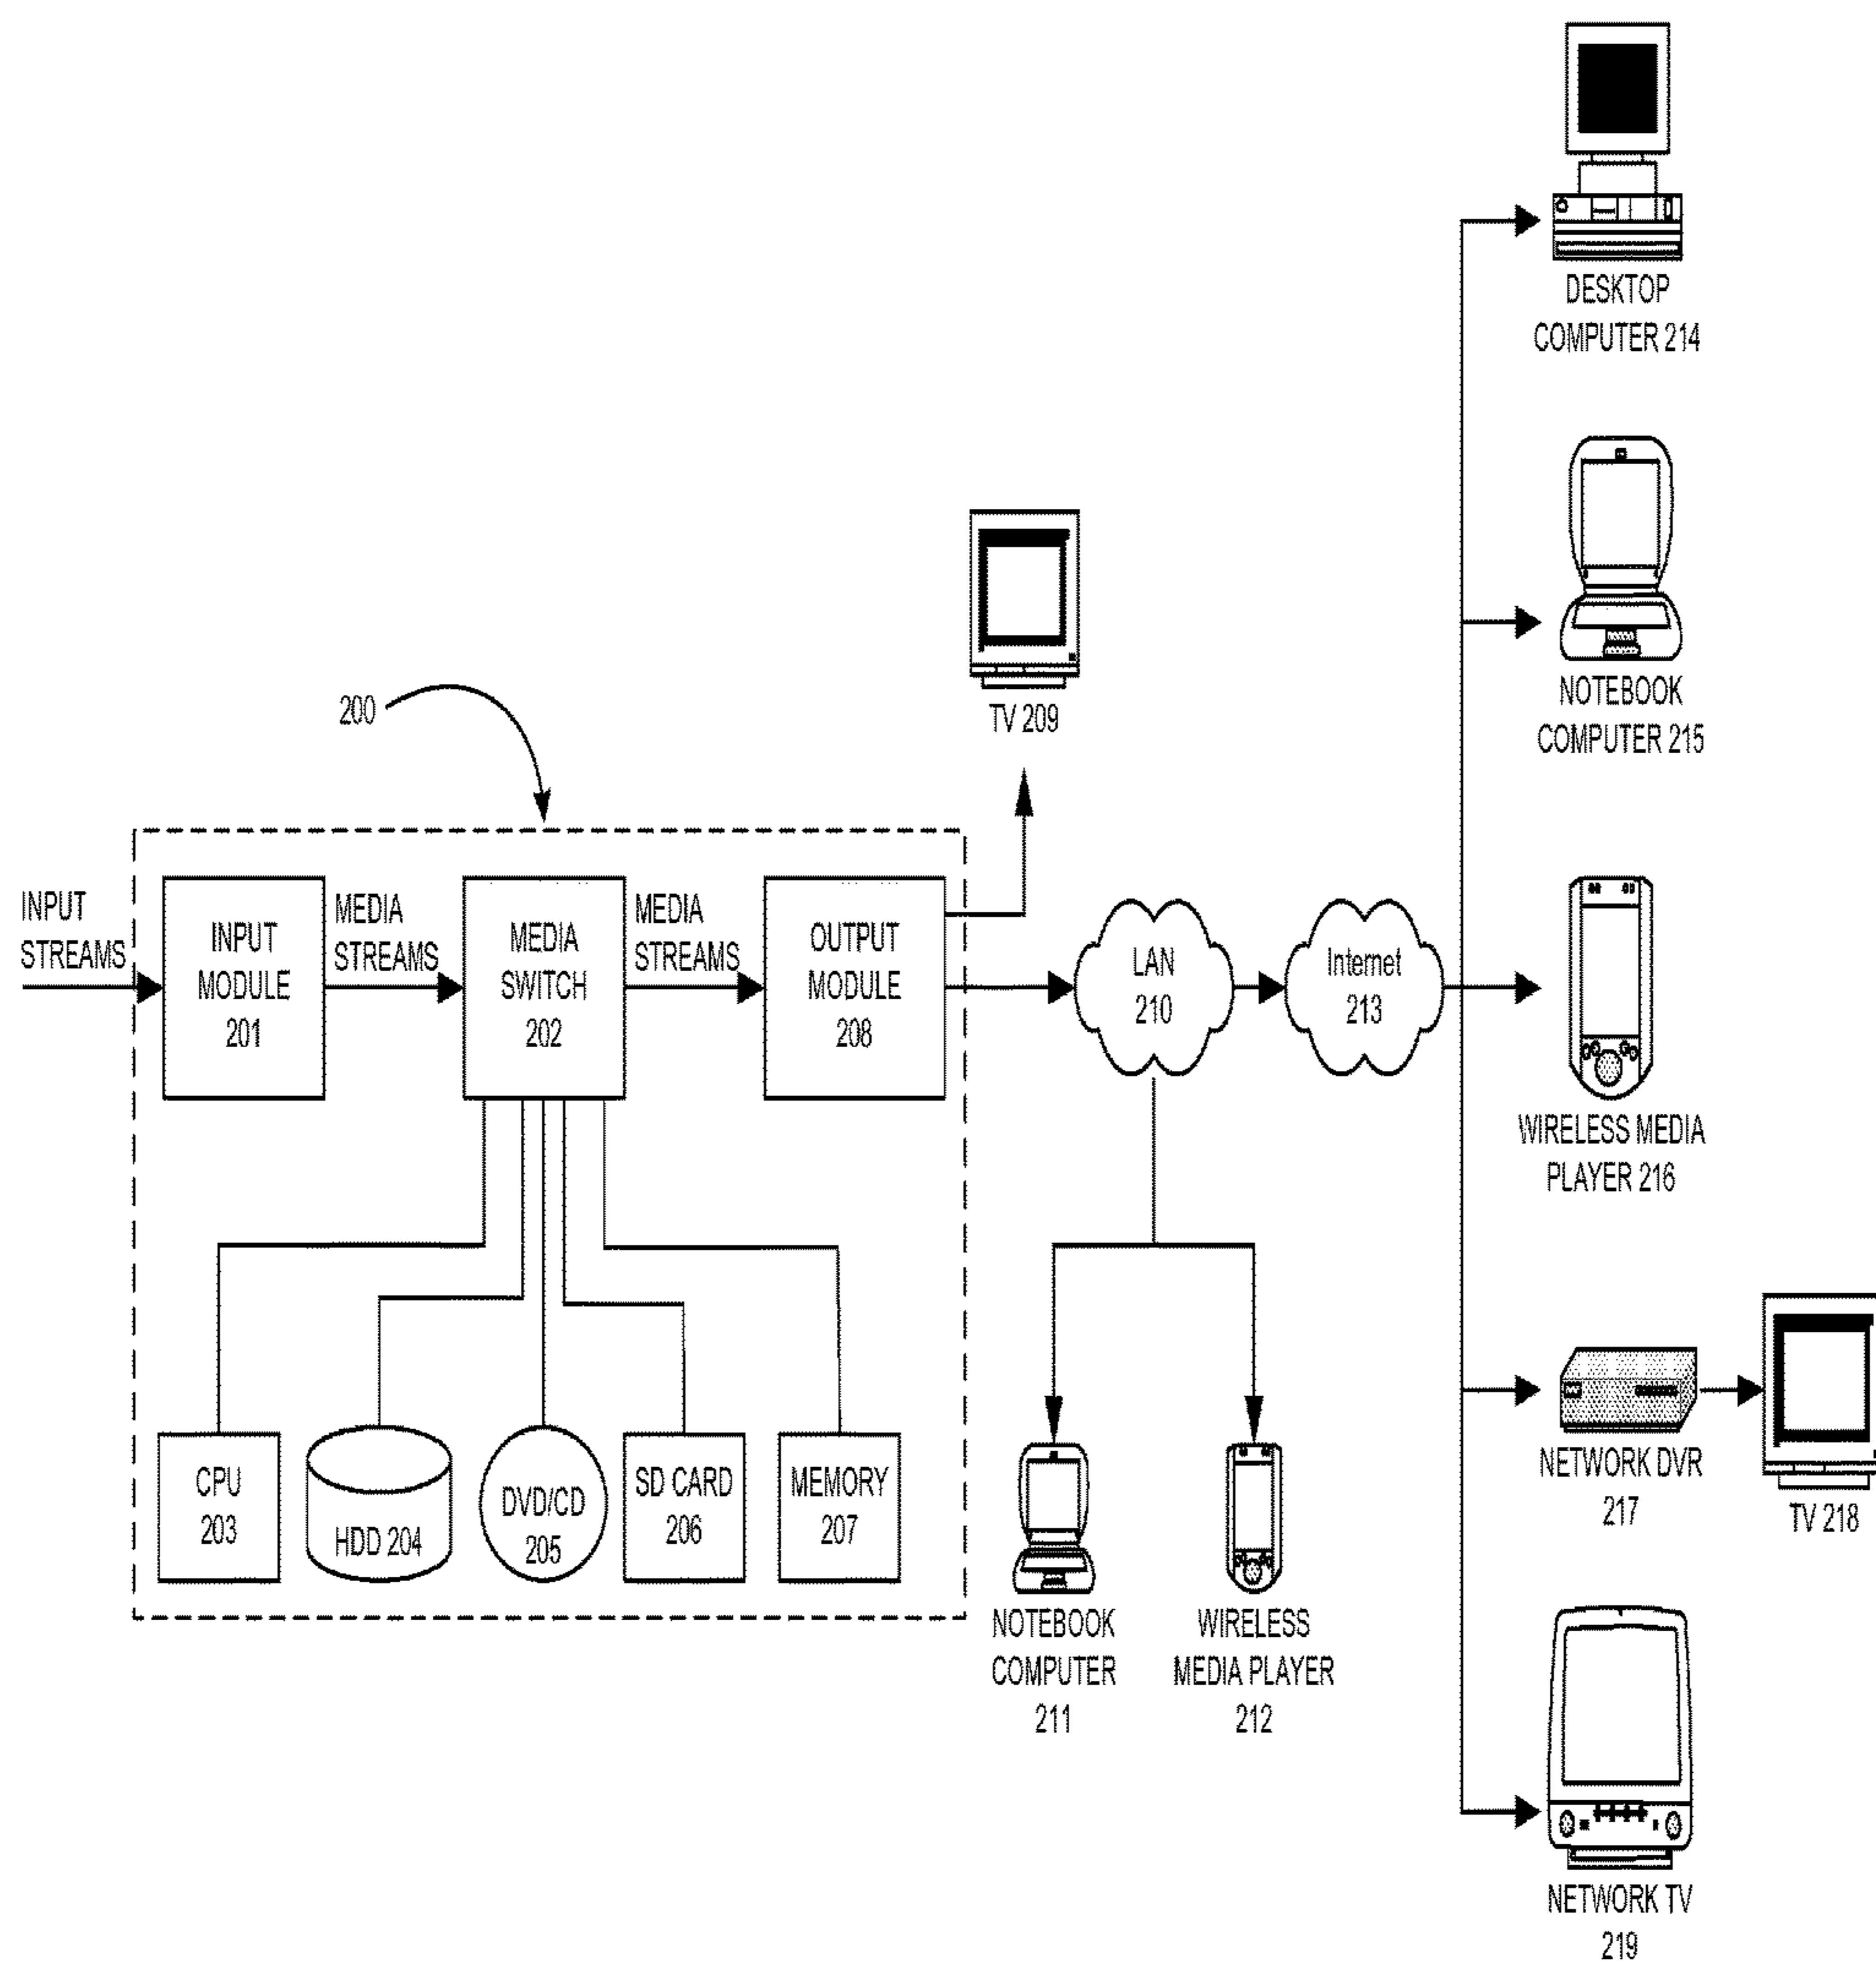 DESKTOP
COMPUTER 214
NOTEBOOK
COMPUTER 215
200
TV 209
INPUT
STREAMS
INPUT
MODULE
201
MEDIA
STREAMS
MEDIA
SWITCH
202
MEDIA
STREAMS
OUTPUT
MODULE
208
LAN
210
Internet
213
WIRELESS MEDIA
PLAYER 216
CPU
203
HDD 204
DVD/CD
205
SD CARD
206
MEMORY
207
NETWORK DVR
217
TV 218
NOTEBOOK
COMPUTER
211
WIRELESS
MEDIA PLAYER
212
NETWORK TV
219